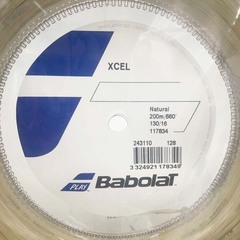 XCEL
Natural
200m/660'
130/16
117834
243110 128
3 324921 178349
PLAY
BabolaT